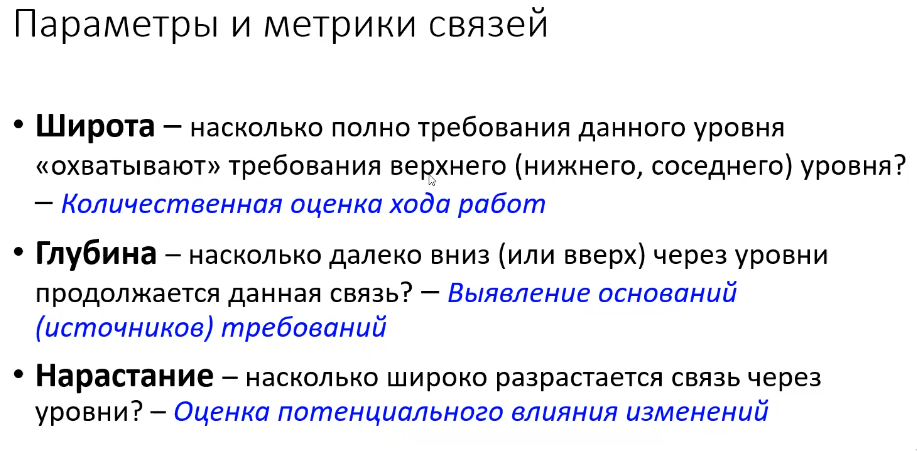 Параметры и метрики связей
• Широта – насколько полно требования данного уровня
«охватывают» требования верхнего (нижнего, соседнего) уровня?
– Количественная оценка хода работ
• Глубина – насколько далеко вниз (или вверх) через уровни
продолжается данная связь? – Выявление оснований
(источников) требований
• Нарастание – насколько широко разрастается связь через
уровни? – Оценка потенциального влияния изменений